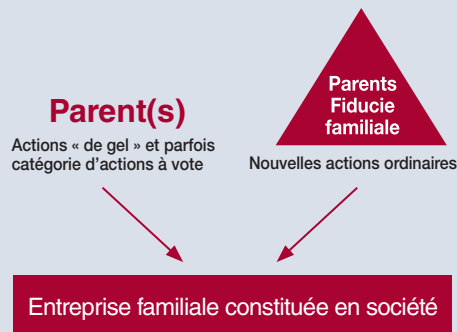 Parent(s)
Actions « de gel » et parfois
catégorie d'actions à vote
Parents
Fiducie
familiale
Nouvelles actions ordinaires
Entreprise familiale constituée en société